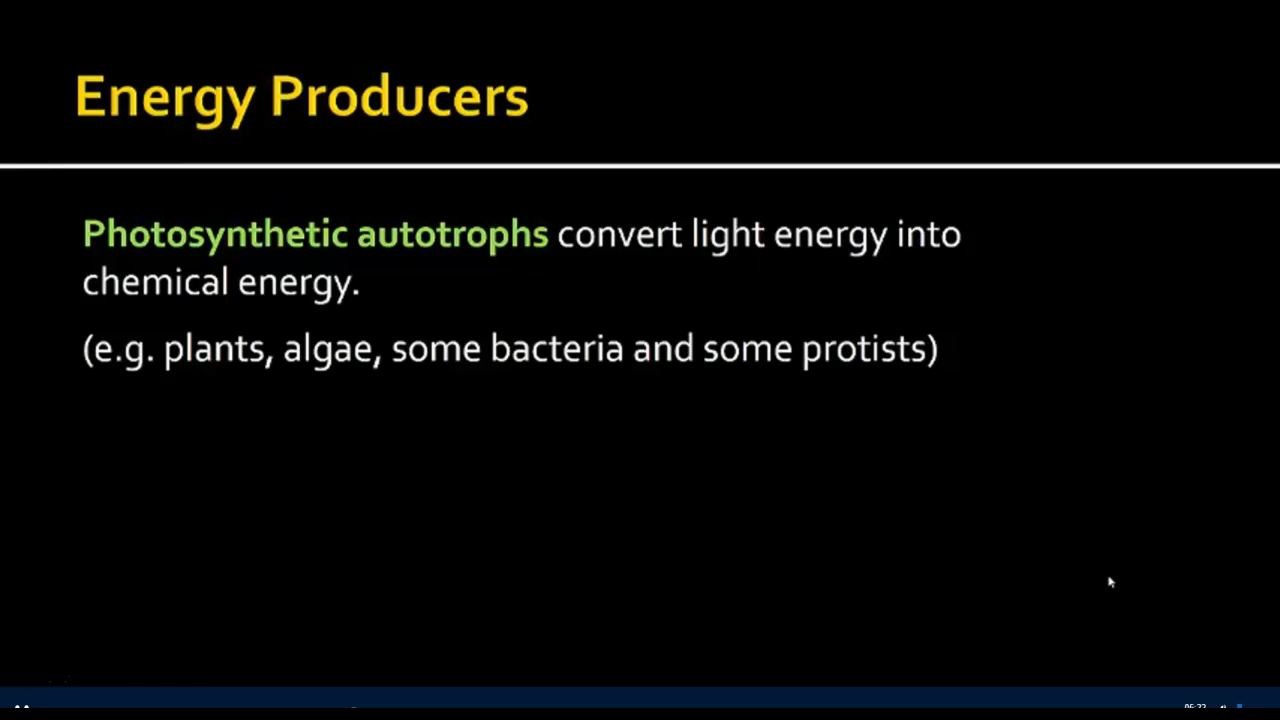 Energy Producers
Photosynthetic autotrophs convert light energy into
chemical energy.
(e.g. plants, algae, some bacteria and some protists)